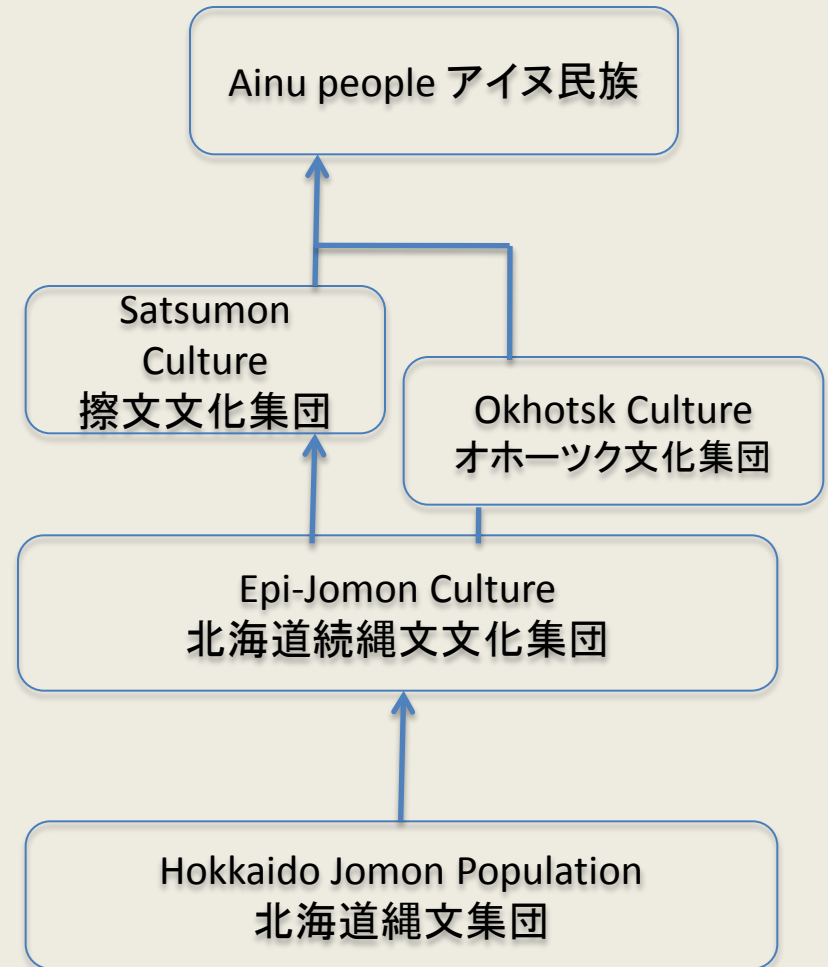 Ainu people アイヌ民族
Satsumon
Culture
擦文文化集団
Okhotsk Culture
オホーツク文化集団
Epi-Jomon Culture
北海道続縄文文化集団
Hokkaido Jomon Population
北海道縄文集団